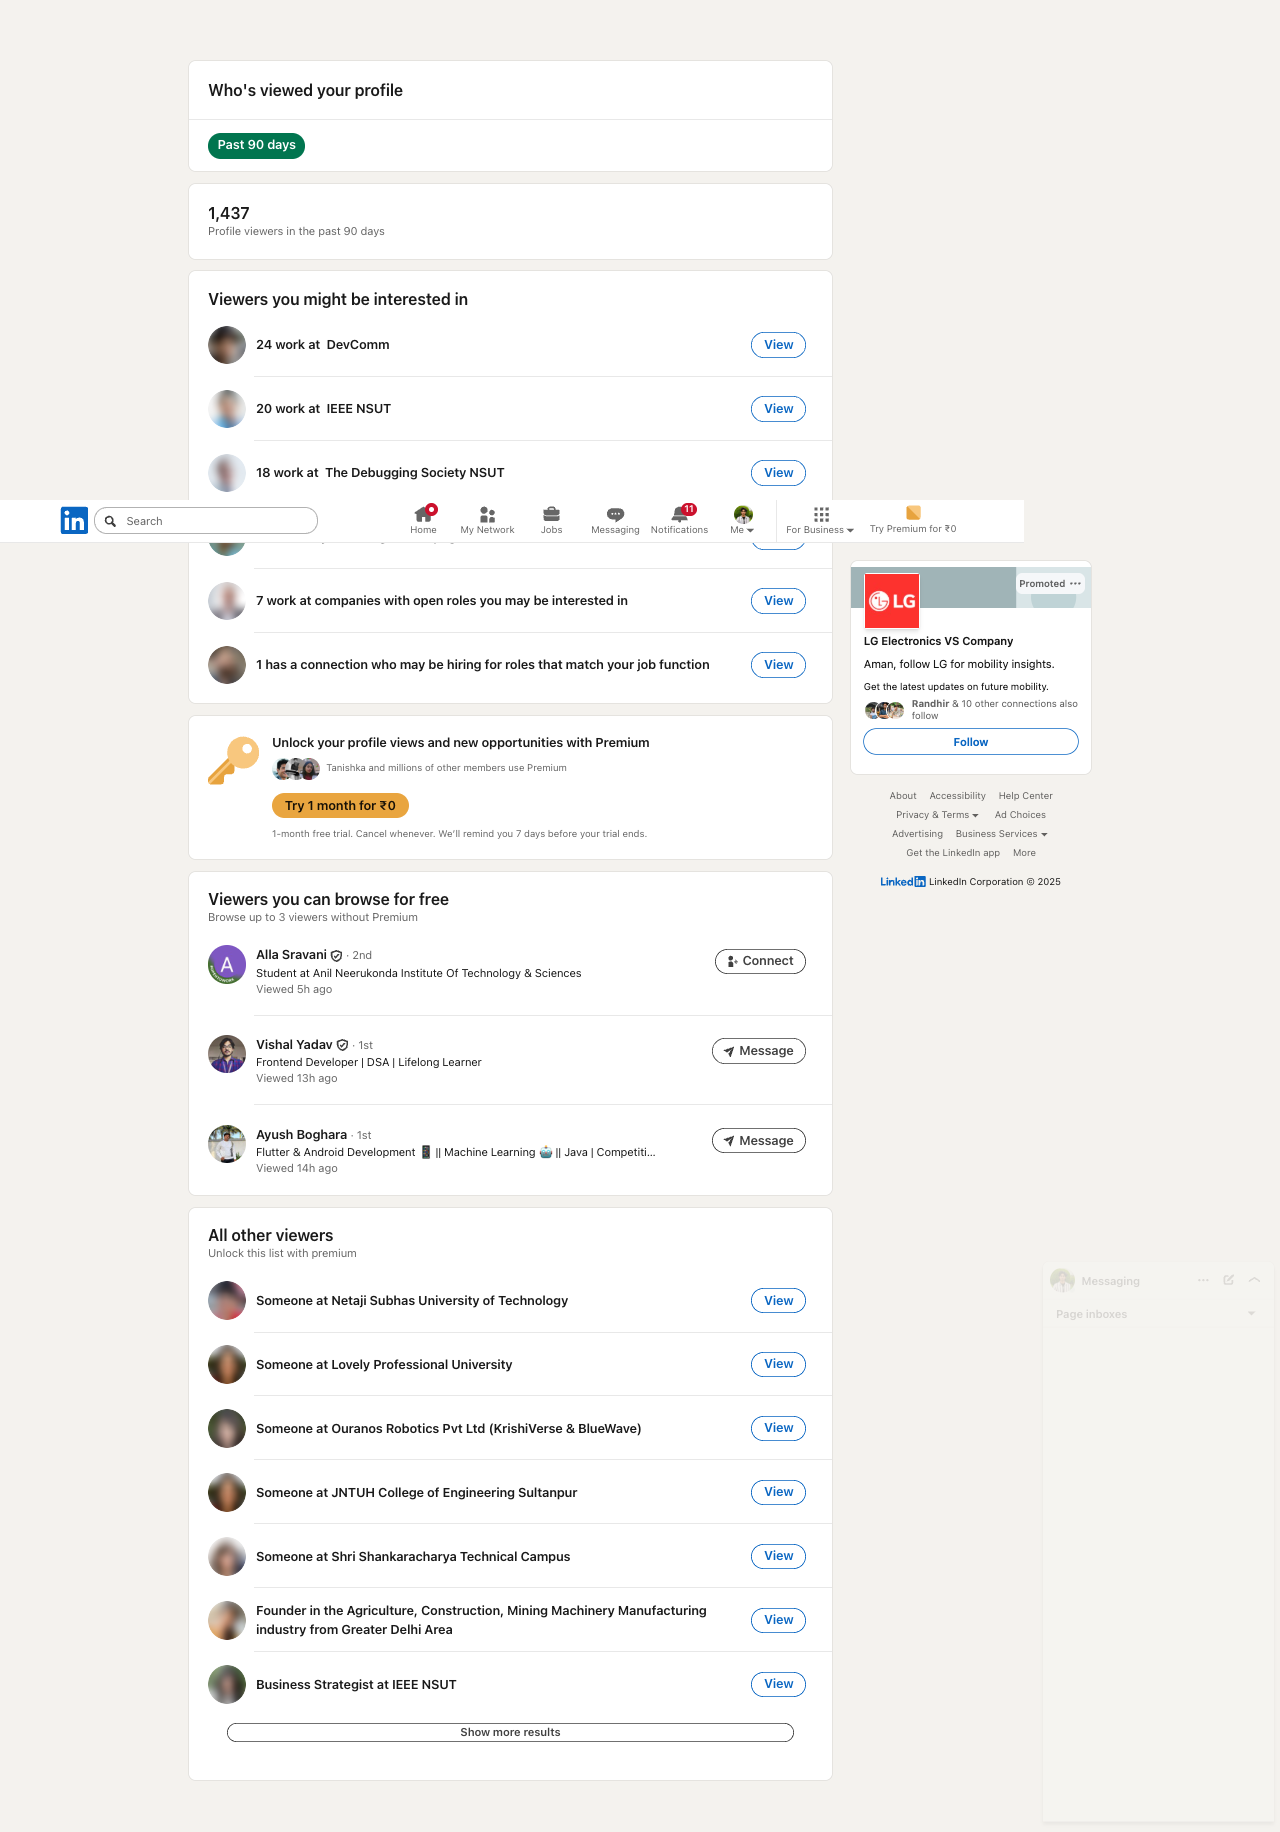 Who's viewed your profile
Past 90 days
1,437
Profile viewers in the past 90 days
Viewers you might be interested in
24 work at DevComm
View
20 work at IEEE NSUT
View
18 work at The Debugging Society NSUT
View
in
Search
Home
My Network
Jobs
Messaging
11
Notifications
Me
For Business
Try Premium for ₹0
7 work at companies with open roles you may be interested in
View
1 has a connection who may be hiring for roles that match your job function
View
Promoted
LG
LG Electronics VS Company
Aman, follow LG for mobility insights.
Get the latest updates on future mobility.
Randhir & 10 other connections also
follow
Follow
Unlock your profile views and new opportunities with Premium
Tanishka and millions of other members use Premium
Try 1 month for ₹0
1-month free trial. Cancel whenever. We'll remind you 7 days before your trial ends.
About Accessibility Help Center
Privacy & Terms Ad Choices
Advertising Business Services
Get the LinkedIn app More
LinkedIn LinkedIn Corporation © 2025
Viewers you can browse for free
Browse up to 3 viewers without Premium
A
Alla Sravani · 2nd
Student at Anil Neerukonda Institute Of Technology & Sciences
Viewed 5h ago
Connect
Vishal Yadav · 1st
Frontend Developer | DSA | Lifelong Learner
Viewed 13h ago
Message
Ayush Boghara · 1st
Flutter & Android Development 📱 || Machine Learning 🤖 || Java | Competiti...
Viewed 14h ago
Message
All other viewers
Unlock this list with premium
Someone at Netaji Subhas University of Technology
View
Someone at Lovely Professional University
View
Someone at Ouranos Robotics Pvt Ltd (KrishiVerse & BlueWave)
View
Someone at JNTUH College of Engineering Sultanpur
View
Someone at Shri Shankaracharya Technical Campus
View
Founder in the Agriculture, Construction, Mining Machinery Manufacturing
industry from Greater Delhi Area
View
Business Strategist at IEEE NSUT
View
Show more results
Messaging
Page inboxes